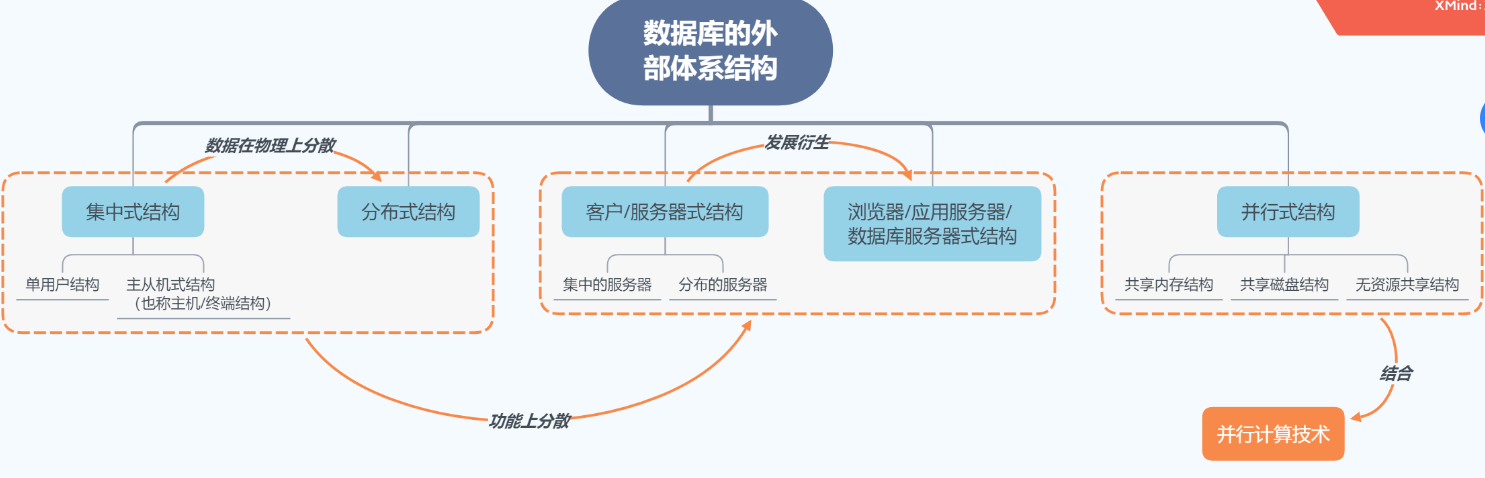 XMind:
数据库的外
部体系结构
数据在物理上分散
发展衍生
集中式结构
分布式结构
客户/服务器式结构
浏览器/应用服务器/
数据库服务器式结构
并行式结构
单用户结构
主从机式结构
（也称主机/终端结构）
集中的服务器
分布的服务器
共享内存结构
共享磁盘结构
无资源共享结构
功能上分散
结合
并行计算技术